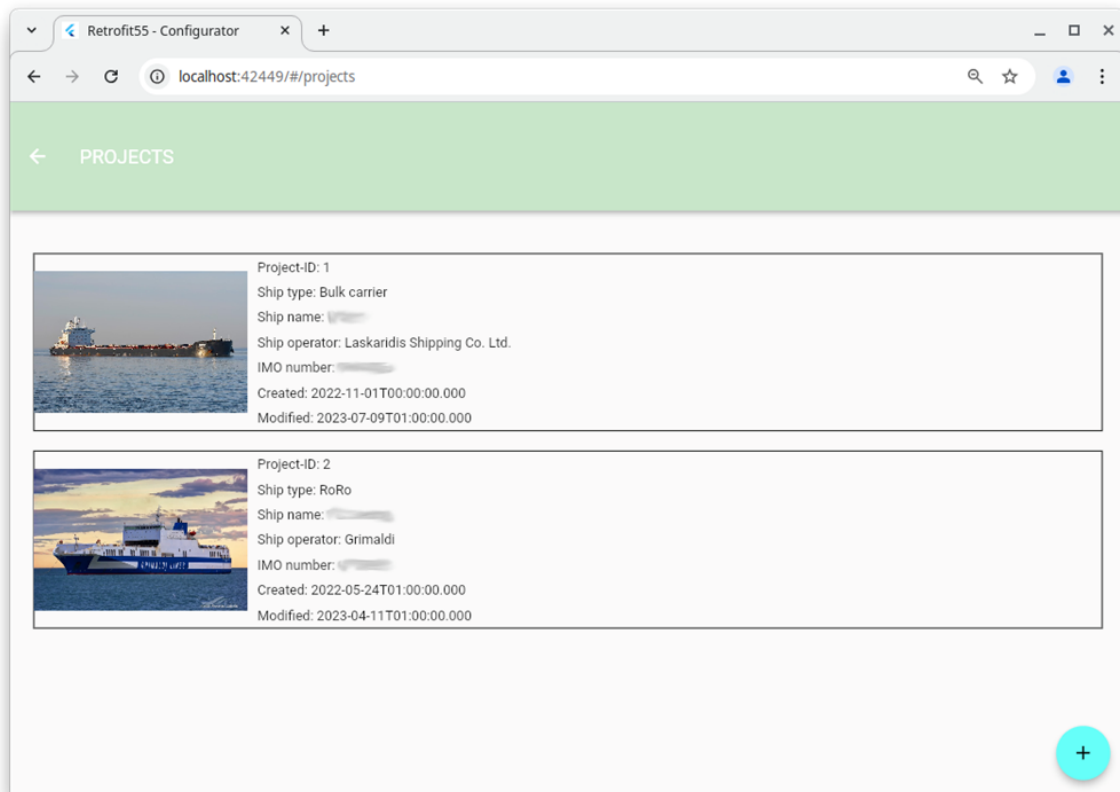 Retrofit55 - Configurator
localhost:42449/#/projects
PROJECTS
Project-ID: 1
Ship type: Bulk carrier
Ship name:
Ship operator: Laskaridis Shipping Co. Ltd.
IMO number:
Created: 2022-11-01T00:00:00.000
Modified: 2023-07-09T01:00:00.000
Project-ID: 2
Ship type: RoRo
Ship name:
Ship operator: Grimaldi
IMO number:
Created: 2022-05-24T01:00:00.000
Modified: 2023-04-11T01:00:00.000